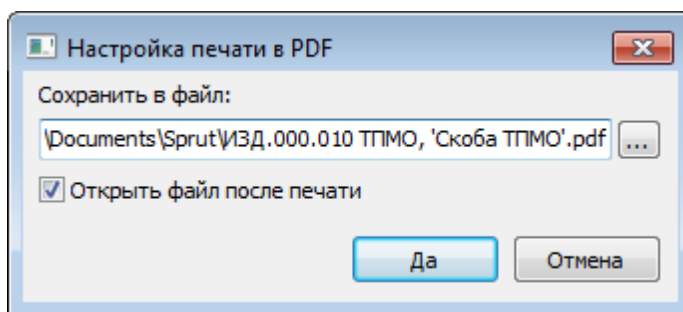 Настройка печати в PDF
Сохранить в файл:
\Documents\Sprut\ИЗД.000.010 ТПМО, 'Скоба ТПМО'.pdf
...
Открыть файл после печати
Да
Отмена